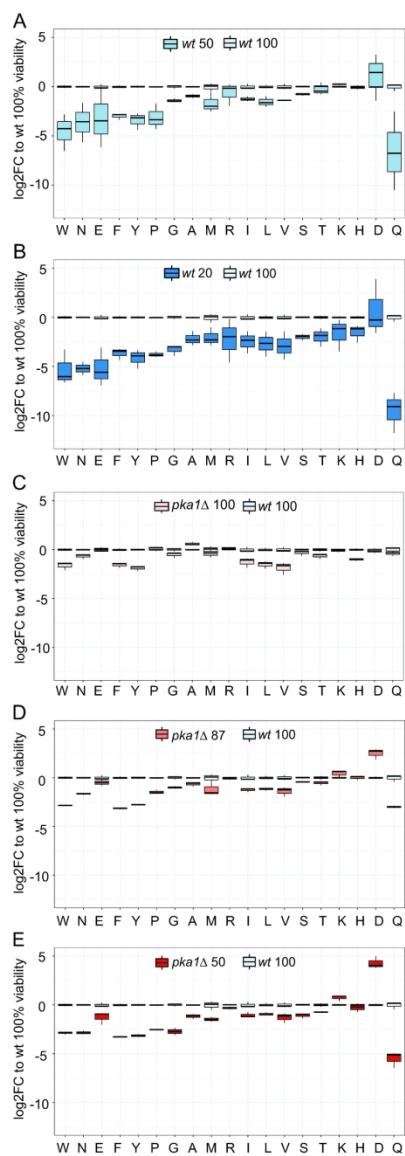 A
wt 50 wt 100
log2FC to wt 100% viability
5
0
-5
-10
W N E F Y P G A M R I L V S T K H D Q
B
wt 20 wt 100
log2FC to wt 100% viability
5
0
-5
-10
W N E F Y P G A M R I L V S T K H D Q
C
pka1Δ 100 wt 100
log2FC to wt 100% viability
5
0
-5
-10
W N E F Y P G A M R I L V S T K H D Q
D
pka1Δ 87 wt 100
log2FC to wt 100% viability
5
0
-5
-10
W N E F Y P G A M R I L V S T K H D Q
E
pka1Δ 50 wt 100
log2FC to wt 100% viability
5
0
-5
-10
W N E F Y P G A M R I L V S T K H D Q